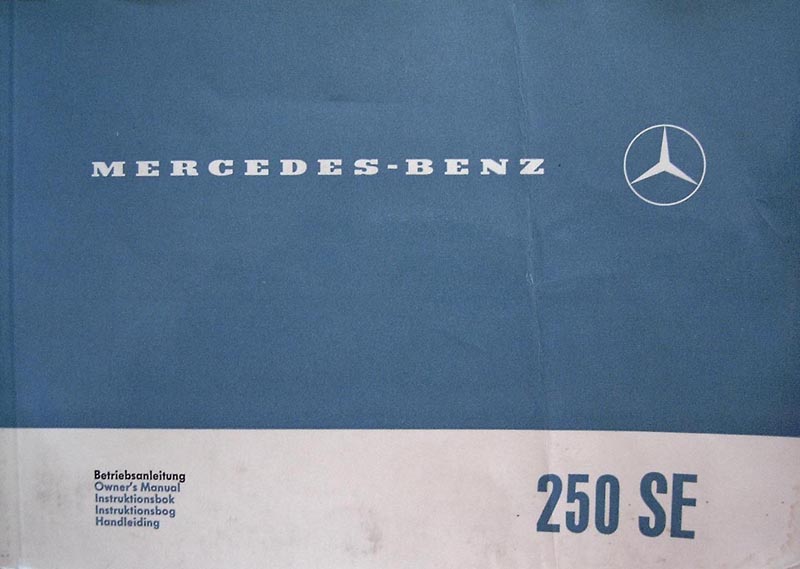 MERCEDES-BENZ
Betriebsanleitung
Owner's Manual
Instruktionsbok
Instruktionsbog
Handleiding
250 SE